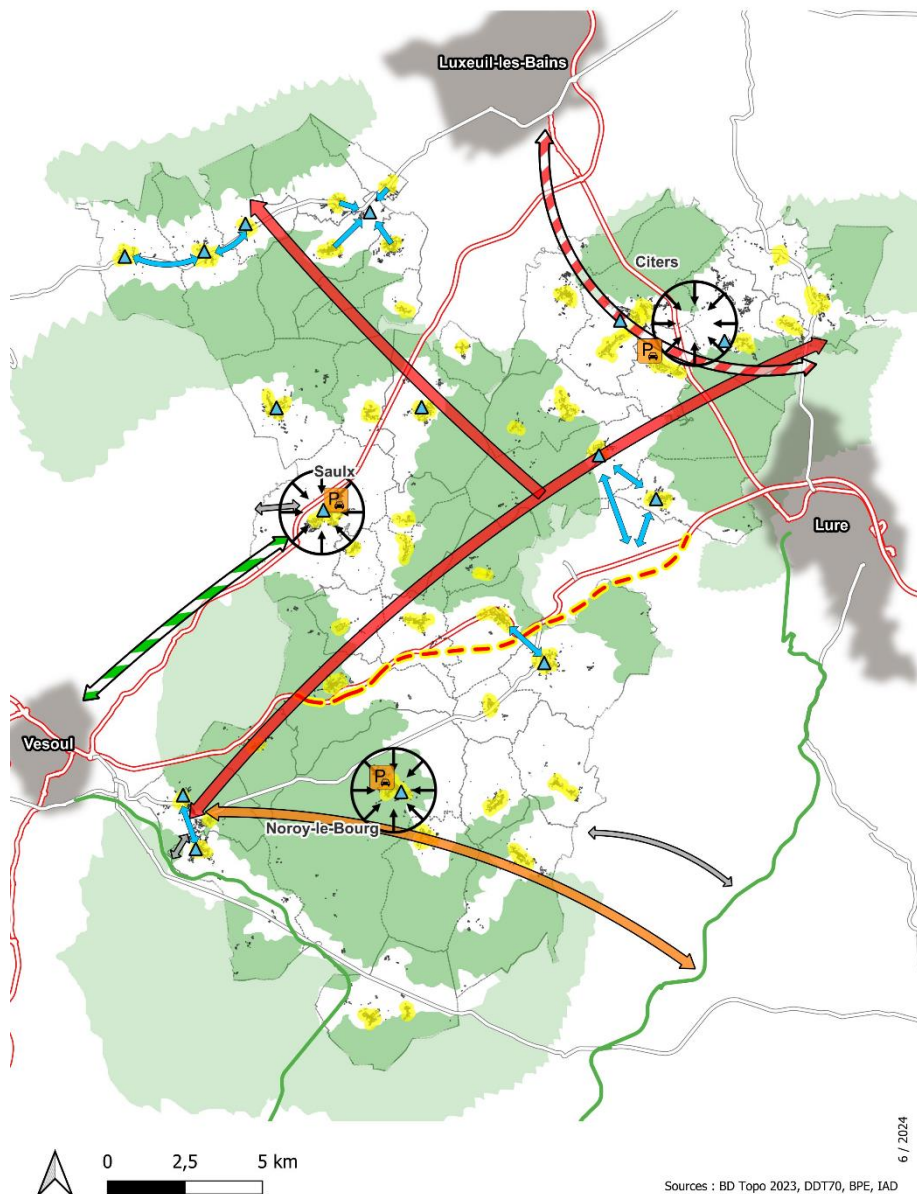 Luxeuil-les-Bains
Citers
P
Saulx
P
Lure
Vesoul
P
Noroy-le-Bourg
0 2,5 5 km
6 / 2024
Sources : BD Topo 2023, DDT70, BPE, IAD